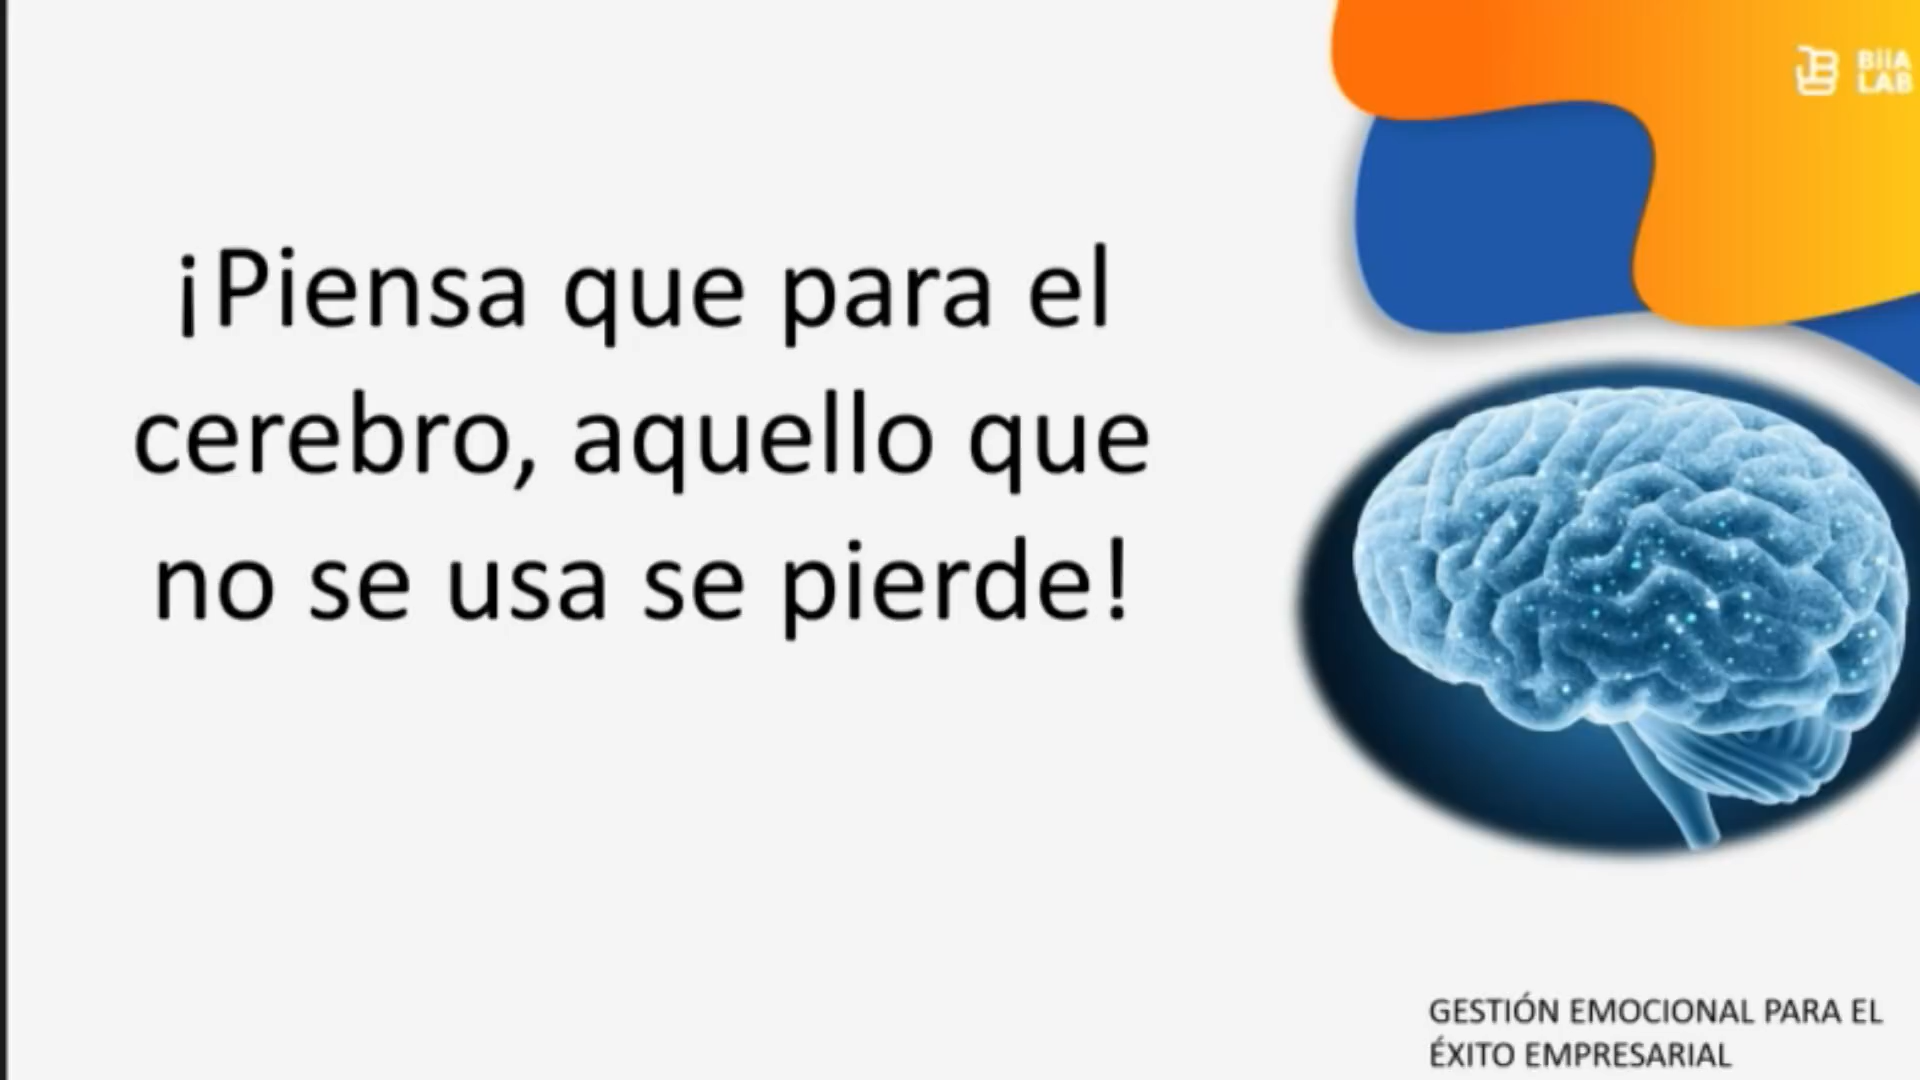 BIIA
LAB
¡Piensa que para el
cerebro, aquello que
no se usa se pierde!
GESTIÓN EMOCIONAL PARA EL
ÉXITO EMPRESARIAL